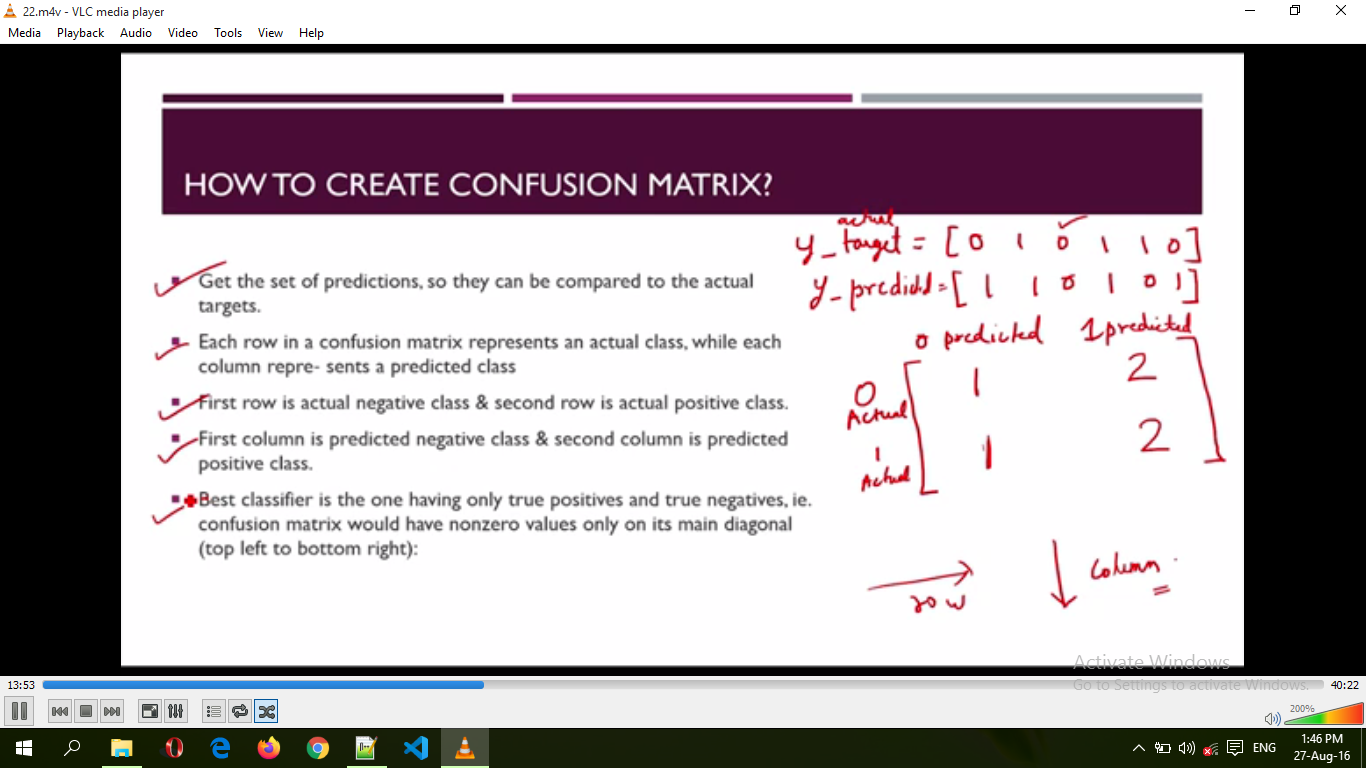 22.m4v - VLC media player
Media Playback Audio Video Tools View Help
HOW TO CREATE CONFUSION MATRIX?
Get the set of predictions, so they can be compared to the actual
targets.
Each row in a confusion matrix represents an actual class, while each
column repre- sents a predicted class
First row is actual negative class & second row is actual positive class.
First column is predicted negative class & second column is predicted
positive class.
Best classifier is the one having only true positives and true negatives, ie.
confusion matrix would have nonzero values only on its main diagonal
(top left to bottom right):
actual
y_target = [0 1 0 1 1 0]
y_predictd = [1 1 0 1 0 1]
0 predicted 1 predicted
0 1 2
Actual
1 1 2
Actual
row column
Activate Windows
Go to Settings to activate Windows.
13:53 40:22
200%
ENG
1:46 PM
27-Aug-16